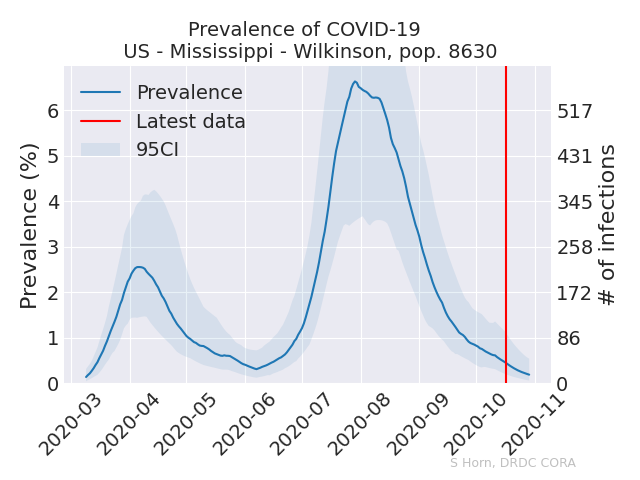 Prevalence of COVID-19
US - Mississippi - Wilkinson, pop. 8630
Prevalence
Latest data
95CI
Prevalence (%)
6
5
4
3
2
1
0
517
431
345
258
172
86
0
# of infections
2020-03
2020-04
2020-05
2020-06
2020-07
2020-08
2020-09
2020-10
2020-11
S Horn, DRDC CORA